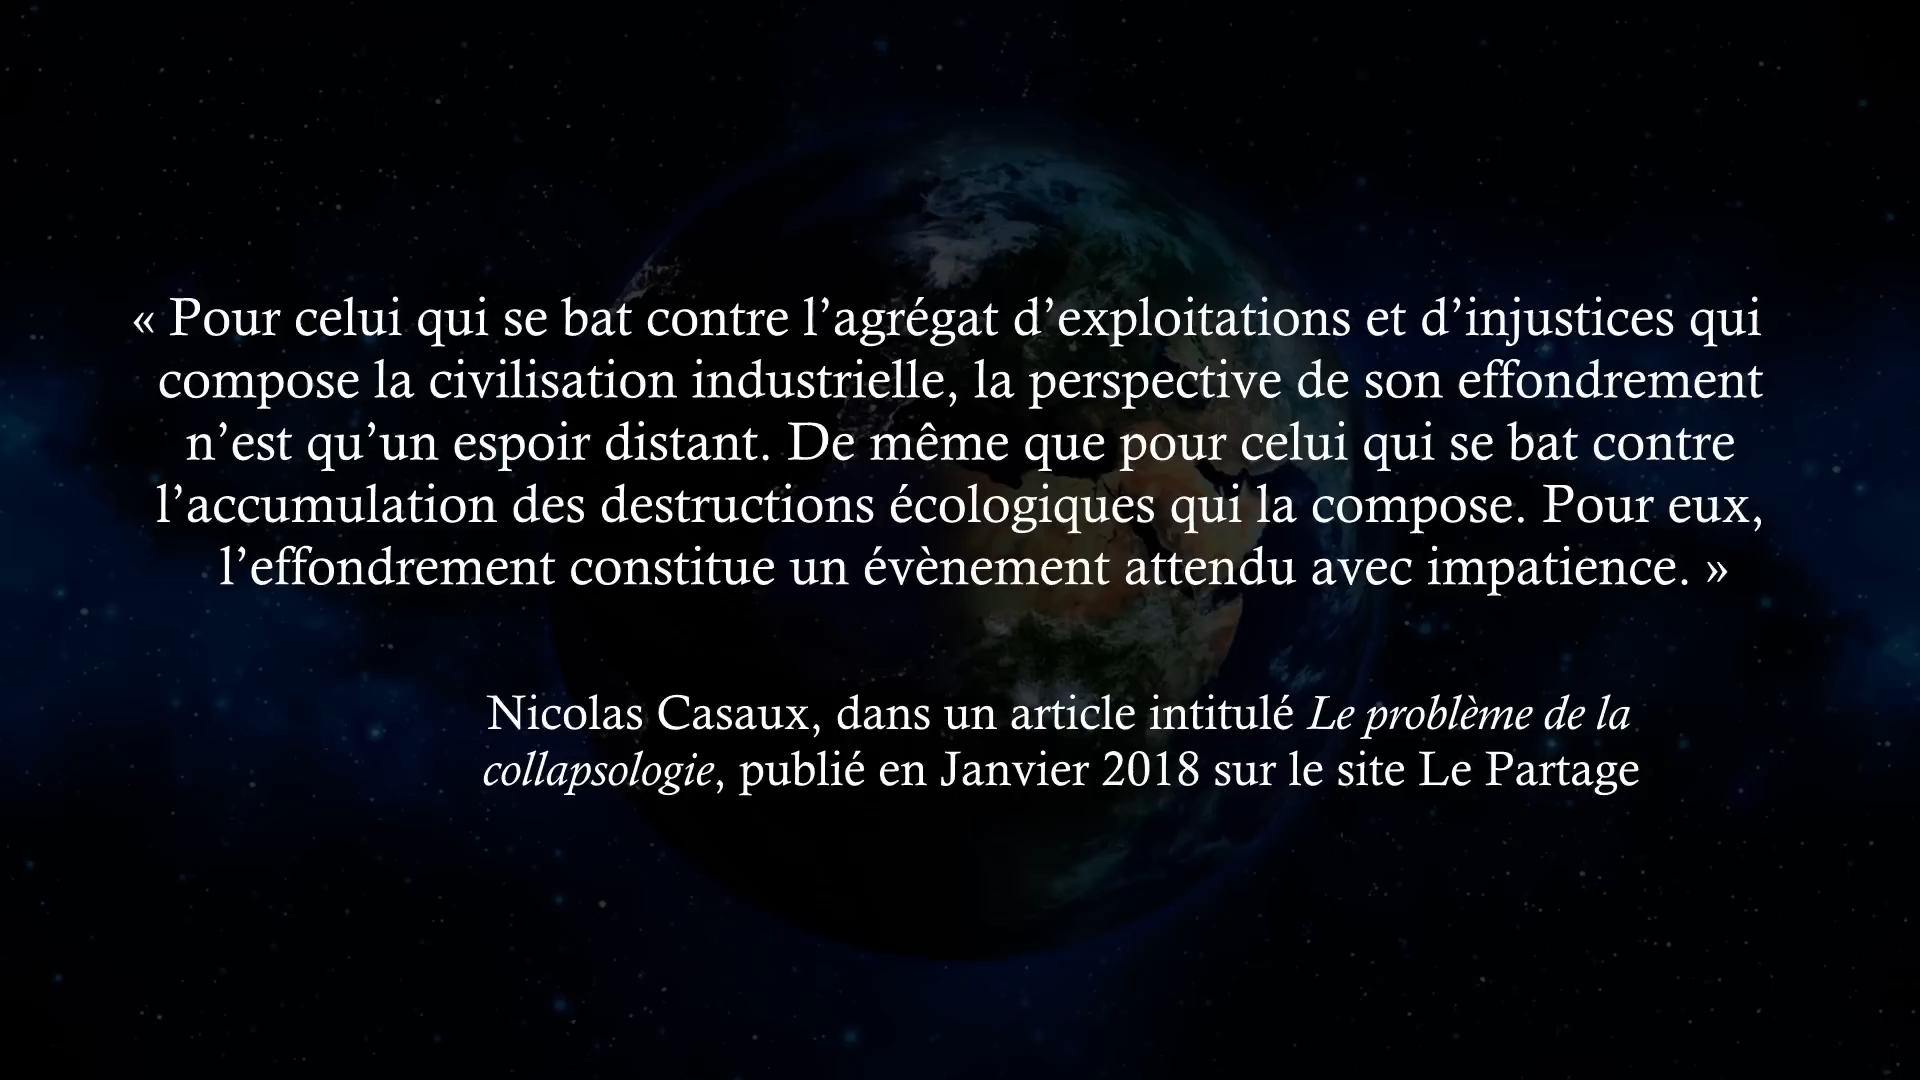 « Pour celui qui se bat contre l’agrégat d’exploitations et d’injustices qui
compose la civilisation industrielle, la perspective de son effondrement
n’est qu’un espoir distant. De même que pour celui qui se bat contre
l’accumulation des destructions écologiques qui la compose. Pour eux,
l’effondrement constitue un évènement attendu avec impatience. »
Nicolas Casaux, dans un article intitulé Le problème de la
collapsologie, publié en Janvier 2018 sur le site Le Partage